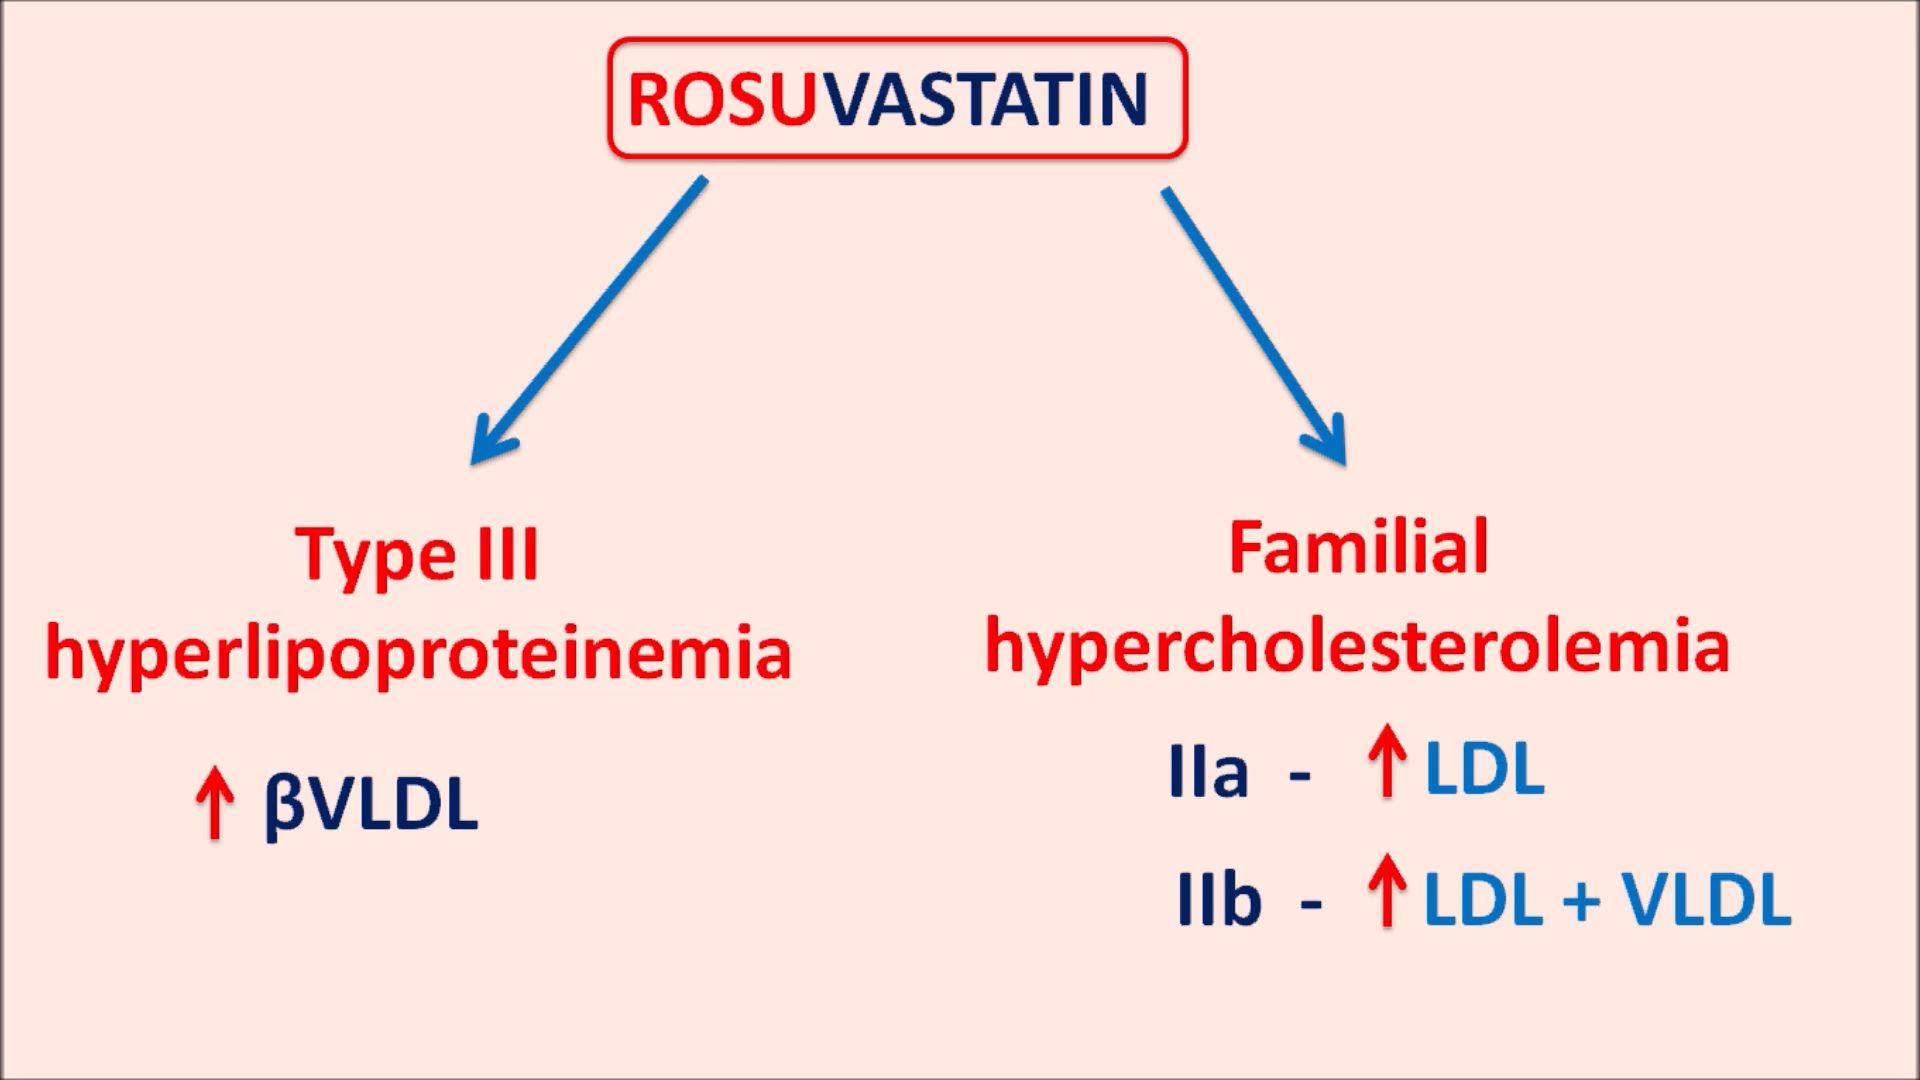 ROSUVASTATIN
Type III
hyperlipoproteinemia
↑ βVLDL
Familial
hypercholesterolemia
IIa - ↑ LDL
IIb - ↑ LDL + VLDL